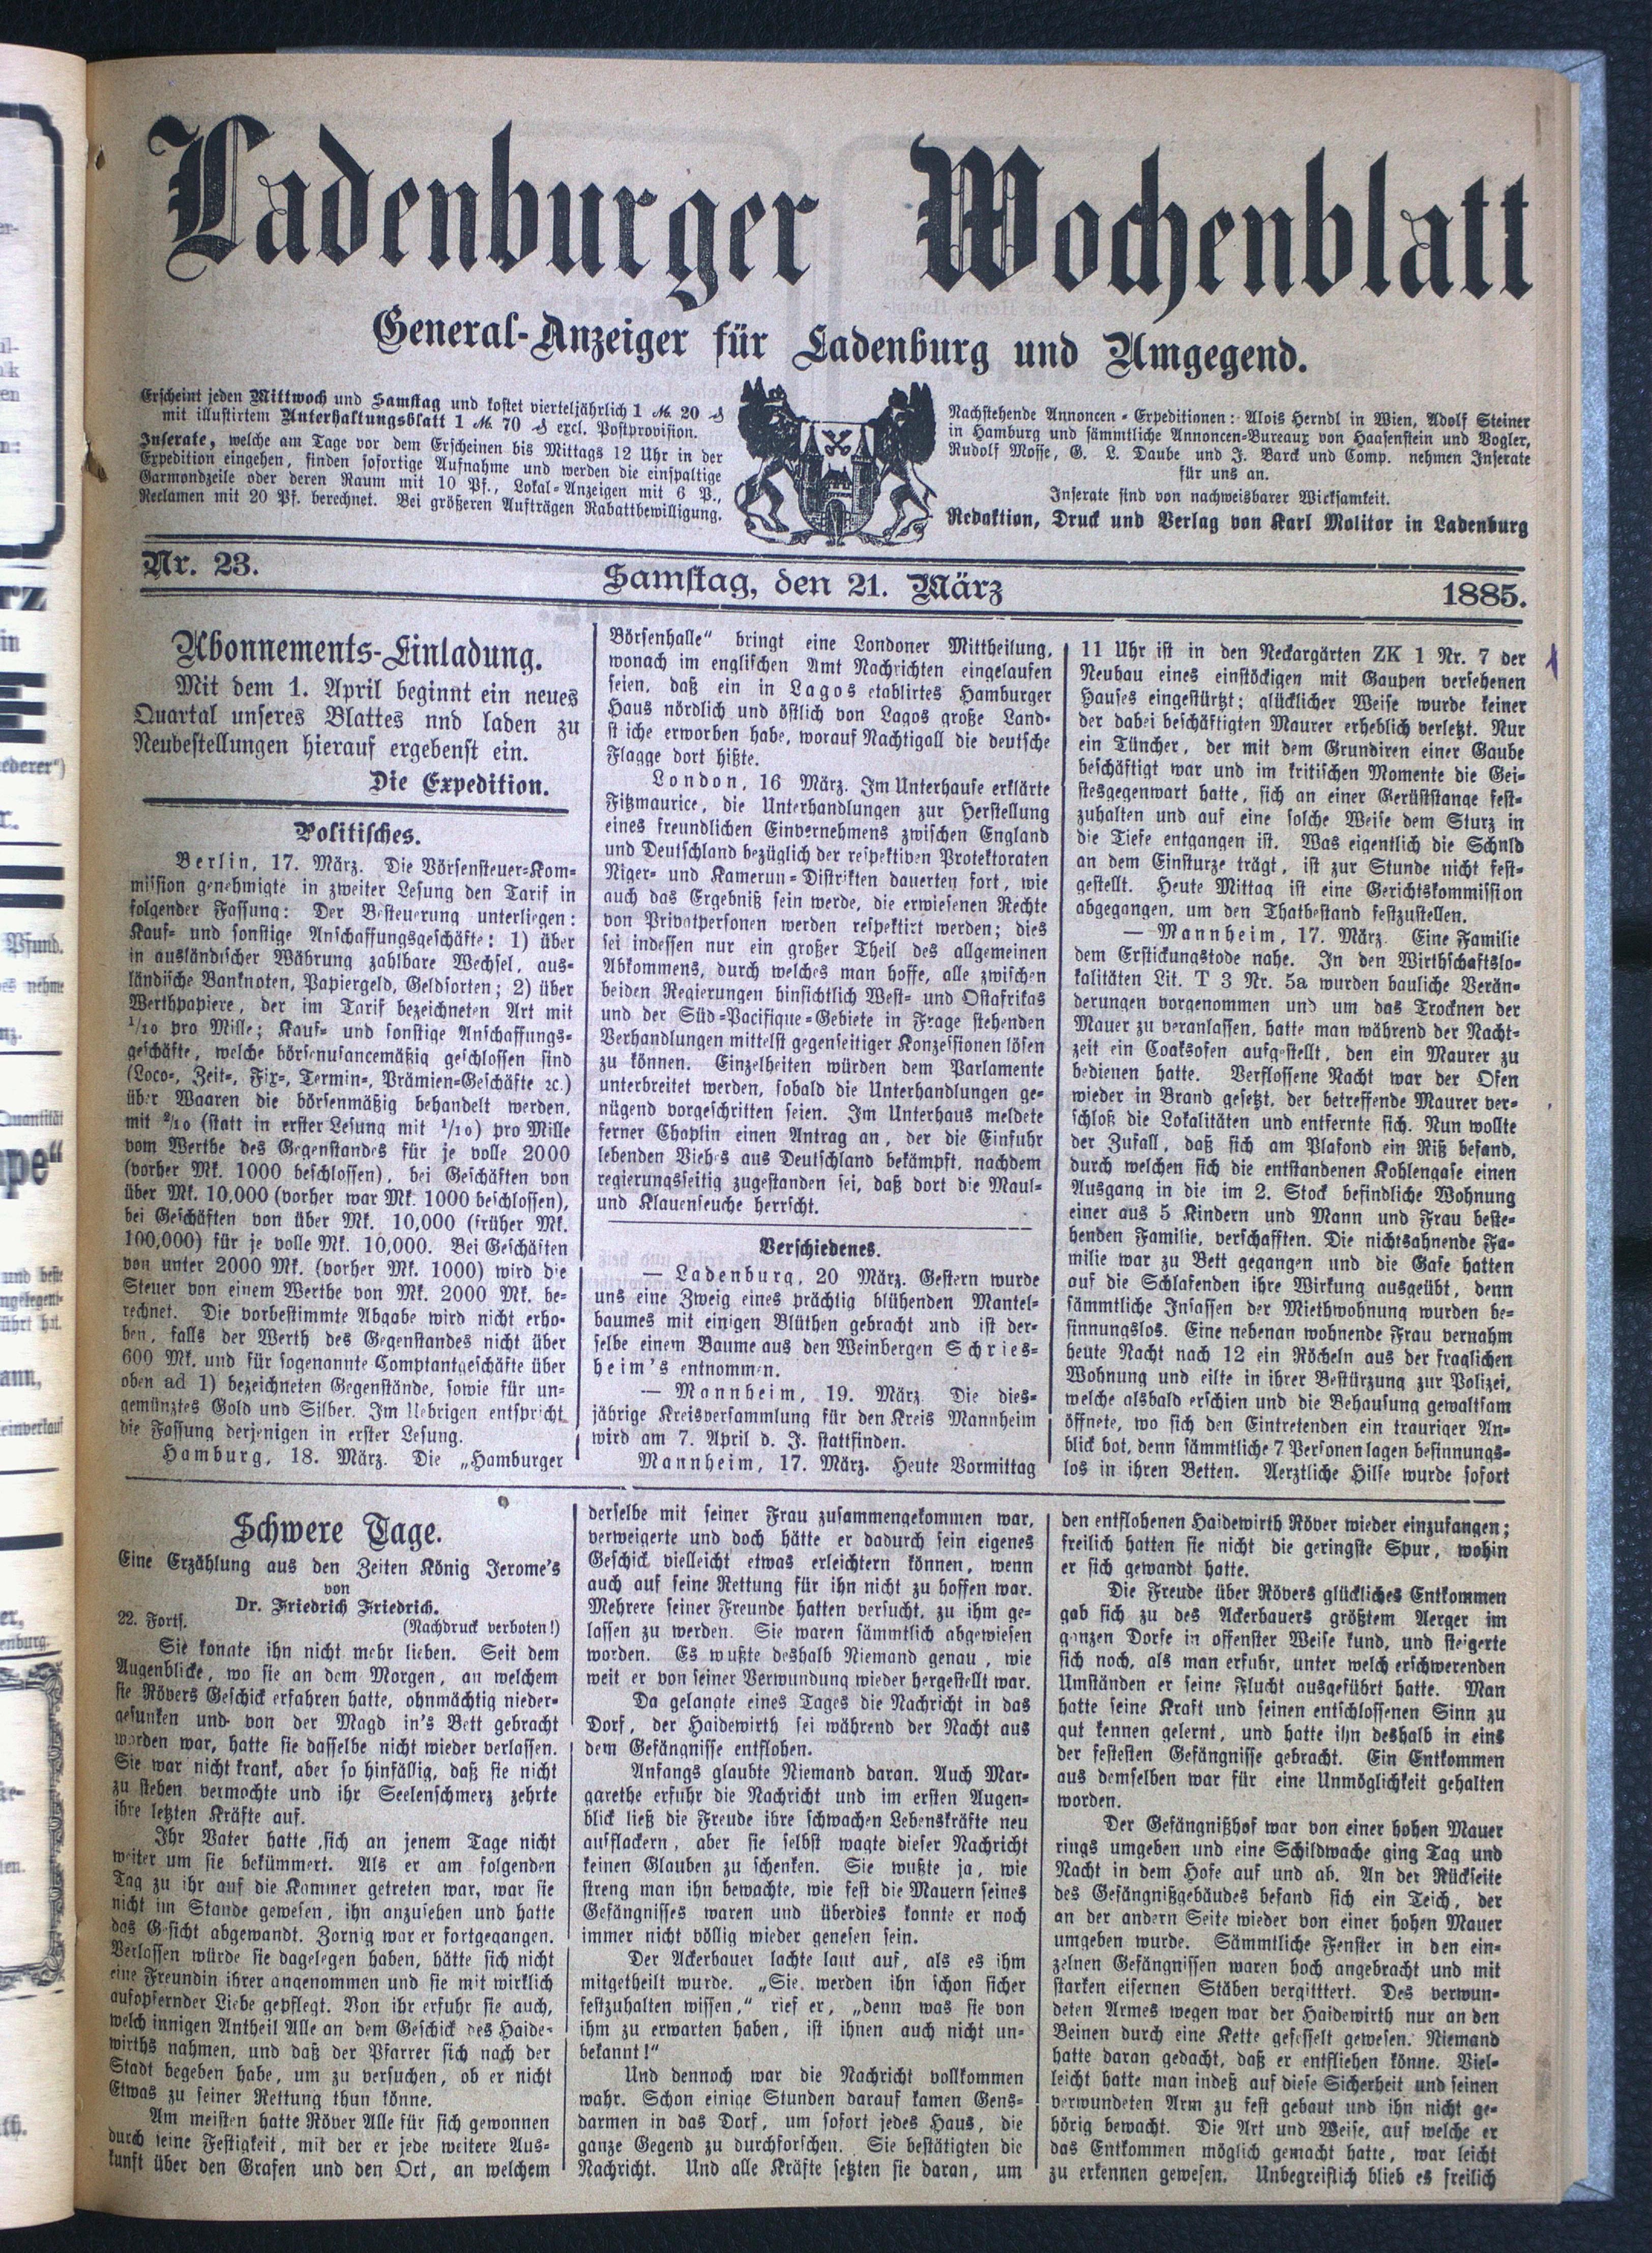 Ladenburger Wochenblatt
General-Anzeiger für Ladenburg und Umgegend.
Erscheint jeden Mittwoch und Samstag und kostet vierteljährlich 1 M. 20 ₰
mit illustirtem Unterhaltungsblatt 1 M. 70 ₰ excl. Postprovision.
Inserate, welche am Tage vor dem Erscheinen bis Mittags 12 Uhr in der
Expedition eingehen, finden sofortige Aufnahme und werden die einspaltige
Garmondzeile oder deren Raum mit 10 Pf., Lokal-Anzeigen mit 6 P.,
Reclamen mit 20 Pf. berechnet. Bei größeren Aufträgen Rabattbewilligung.
Nachstehende Annoncen-Expeditionen: Alois Herndl in Wien, Adolf Steiner
in Hamburg und sämmtliche Annoncen-Bureaux von Haasenstein und Vogler,
Rudolf Mosse, G. L. Daube und J. Barck und Comp. nehmen Inserate
für uns an.
Inserate sind von nachweisbarer Wirksamkeit.
Redaktion, Druck und Verlag von Karl Molitor in Ladenburg
Nr. 23.
Samstag, den 21. März
1885.
Abonnements-Einladung.
Mit dem 1. April beginnt ein neues
Quartal unseres Blattes nnd laden zu
Neubestellungen hierauf ergebenst ein.
Die Expedition.
Politisches.
Berlin, 17. März. Die Börsensteuer-Kom-
mission genehmigte in zweiter Lesung den Tarif in
folgender Fassung: Der Besteuerung unterliegen:
Kauf- und sonstige Anschaffungsgeschäfte: 1) über
in ausländischer Währung zahlbare Wechsel, aus-
ländische Banknoten, Papiergeld, Geldsorten; 2) über
Werthpapiere, der im Tarif bezeichneten Art mit
1/10 pro Mille; Kauf- und sonstige Anschaffungs-
geschäfte, welche börsenusancemäßig geschlossen sind
(Loco-, Zeit-, Fix-, Termin-, Prämien-Geschäfte ꝛc.)
über Waaren die börsenmäßig behandelt werden,
mit 2/10 (statt in erster Lesung mit 1/10) pro Mille
vom Werthe des Gegenstandes für je volle 2000
(vorher Mk. 1000 beschlossen), bei Geschäften von
über Mk. 10,000 (vorher war Mk. 1000 beschlossen),
bei Geschäften von über Mk. 10,000 (früher Mk.
100,000) für je volle Mk. 10,000. Bei Geschäften
von unter 2000 Mk. (vorher Mk. 1000) wird die
Steuer von einem Werthe von Mk. 2000 Mk. be-
rechnet. Die vorbestimmte Abgabe wird nicht erho-
ben, falls der Werth des Gegenstandes nicht über
600 Mk. und für sogenannte Comptantgeschäfte über
oben ad 1) bezeichneten Gegenstände, sowie für un-
gemünztes Gold und Silber. Im Uebrigen entspricht
die Fassung derjenigen in erster Lesung.
Hamburg, 18. März. Die „Hamburger
Börsenhalle“ bringt eine Londoner Mittheilung,
wonach im englischen Amt Nachrichten eingelaufen
seien, daß ein in Lagos etablirtes Hamburger
Haus nördlich und östlich von Lagos große Land-
st iche erworben habe, worauf Nachtigall die deutsche
Flagge dort hißte.
London, 16 März. Im Unterhause erklärte
Fitzmaurice, die Unterhandlungen zur Herstellung
eines freundlichen Einvernehmens zwischen England
und Deutschland bezüglich der respektiven Protektoraten
Niger- und Kamerun-Distrikten dauerten fort, wie
auch das Ergebniß sein werde, die erwiesenen Rechte
von Privatpersonen werden respektirt werden; dies
sei indessen nur ein großer Theil des allgemeinen
Abkommens, durch welches man hoffe, alle zwischen
beiden Regierungen hinsichtlich West- und Ostafrikas
und der Süd-Pacifique-Gebiete in Frage stehenden
Verhandlungen mittelst gegenseitiger Konzessionen lösen
zu können. Einzelheiten würden dem Parlamente
unterbreitet werden, sobald die Unterhandlungen ge-
nügend vorgeschritten seien. Im Unterhaus meldete
ferner Chaplin einen Antrag an, der die Einfuhr
lebenden Viehs aus Deutschland bekämpft, nachdem
regierungsseitig zugestanden sei, daß dort die Maul-
und Klauenseuche herrscht.
Verschiedenes.
— Ladenburg, 20 März. Gestern wurde
uns eine Zweig eines prächtig blühenden Mantel-
baumes mit einigen Blüthen gebracht und ist der-
selbe einem Baume aus den Weinbergen Schries-
heim's entnommen.
— Mannheim, 19. März. Die dies-
jährige Kreisversammlung für den Kreis Mannheim
wird am 7. April d. J. stattfinden.
Mannheim, 17. März. Heute Vormittag
11 Uhr ist in den Neckargärten ZK 1 Nr. 7 der
Neubau eines einstöckigen mit Gaupen versehenen
Hauses eingestürzt; glücklicher Weise wurde keiner
der dabei beschäftigten Maurer erheblich verletzt. Nur
ein Tüncher, der mit dem Grundiren einer Gaube
beschäftigt war und im kritischen Momente die Gei-
stesgegenwart hatte, sich an einer Gerüststange fest-
zuhalten und auf eine solche Weise dem Sturz in
die Tiefe entgangen ist. Was eigentlich die Schuld
an dem Einsturze trägt, ist zur Stunde nicht fest-
gestellt. Heute Mittag ist eine Gerichtskommission
abgegangen, um den Thatbestand festzustellen.
— Mannheim, 17. März. Eine Familie
dem Erstickungstode nahe. In den Wirthschaftslo-
kalitäten Lit. T 3 Nr. 5a wurden bauliche Verän-
derungen vorgenommen und um das Trocknen der
Mauer zu veranlassen, hatte man während der Nacht-
zeit ein Coaksofen aufgestellt, den ein Maurer zu
bedienen hatte. Verflossene Nacht war der Ofen
wieder in Brand gesetzt, der betreffende Maurer ver-
schloß die Lokalitäten und entfernte sich. Nun wollte
der Zufall, daß sich am Plafond ein Riß befand,
durch welchen sich die entstandenen Kohlengase einen
Ausgang in die im 2. Stock befindliche Wohnung
einer aus 5 Kindern und Mann und Frau beste-
henden Familie, verschafften. Die nichtsahnende Fa-
milie war zu Bett gegangen und die Gase hatten
auf die Schlafenden ihre Wirkung ausgeübt, denn
sämmtliche Insassen der Miethwohnung wurden be-
sinnungslos. Eine nebenan wohnende Frau vernahm
heute Nacht nach 12 ein Röcheln aus der fraglichen
Wohnung und eilte in ihrer Bestürzung zur Polizei,
welche alsbald erschien und die Behausung gewaltsam
öffnete, wo sich den Eintretenden ein trauriger An-
blick bot, denn sämmtliche 7 Personen lagen besinnungs-
los in ihren Betten. Aerztliche Hilfe wurde sofort
Schwere Tage.
Eine Erzählung aus den Zeiten König Jerome's
von
Dr. Friedrich Friedrich.
22. Forts. (Nachdruck verboten!)
Sie konnte ihn nicht mehr lieben. Seit dem
Augenblicke, wo sie an dem Morgen, an welchem
sie Rövers Geschick erfahren hatte, ohnmächtig nieder-
gesunken und von der Magd in's Bett gebracht
worden war, hatte sie dasselbe nicht wieder verlassen.
Sie war nicht krank, aber so hinfällig, daß sie nicht
zu stehen vermochte und ihr Seelenschmerz zehrte
ihre letzten Kräfte auf.
Ihr Vater hatte sich an jenem Tage nicht
weiter um sie bekümmert. Als er am folgenden
Tag zu ihr auf die Kammer getreten war, war sie
nicht im Stande gewesen, ihn anzusehen und hatte
das Gesicht abgewandt. Zornig war er fortgegangen.
Verlassen würde sie dagelegen haben, hätte sich nicht
eine Freundin ihrer angenommen und sie mit wirklich
aufopfernder Liebe gepflegt. Von ihr erfuhr sie auch,
welch innigen Antheil Alle an dem Geschick des Haide-
wirths nahmen, und daß der Pfarrer sich nach der
Stadt begeben habe, um zu versuchen, ob er nicht
Etwas zu seiner Rettung thun könne.
Am meisten hatte Röver Alle für sich gewonnen
durch seine Festigkeit, mit der er jede weitere Aus-
kunft über den Grafen und den Ort, an welchem
derselbe mit seiner Frau zusammengekommen war,
verweigerte und doch hätte er dadurch sein eigenes
Geschick vielleicht etwas erleichtern können, wenn
auch auf seine Rettung für ihn nicht zu hoffen war.
Mehrere seiner Freunde hatten versucht, zu ihm ge-
lassen zu werden. Sie waren sämmtlich abgewiesen
worden. Es wußte deshalb Niemand genau, wie
weit er von seiner Verwundung wieder hergestellt war.
Da gelangte eines Tages die Nachricht in das
Dorf, der Haidewirth sei während der Nacht aus
dem Gefängnisse entflohen.
Anfangs glaubte Niemand daran. Auch Mar-
garethe erfuhr die Nachricht und im ersten Augen-
blick ließ die Freude ihre schwachen Lebenskräfte neu
aufflackern, aber sie selbst wagte dieser Nachricht
keinen Glauben zu schenken. Sie wußte ja, wie
streng man ihn bewachte, wie fest die Mauern seines
Gefängnisses waren und überdies konnte er noch
immer nicht völlig wieder genesen sein.
Der Ackerbauer lachte laut auf, als es ihm
mitgetheilt wurde. „Sie werden ihn schon sicher
festzuhalten wissen,“ rief er, „denn was sie von
ihm zu erwarten haben, ist ihnen auch nicht un-
bekannt!“
Und dennoch war die Nachricht vollkommen
wahr. Schon einige Stunden darauf kamen Gens-
darmen in das Dorf, um sofort jedes Haus, die
ganze Gegend zu durchforschen. Sie bestätigten die
Nachricht. Und alle Kräfte setzten sie daran, um
den entflohenen Haidewirth Röver wieder einzufangen;
freilich hatten sie nicht die geringste Spur, wohin
er sich gewandt hatte.
Die Freude über Rövers glückliches Entkommen
gab sich zu des Ackerbauers größtem Aerger im
ganzen Dorfe in offenster Weise kund, und steigerte
sich noch, als man erfuhr, unter welch erschwerenden
Umständen er seine Flucht ausgeführt hatte. Man
hatte seine Kraft und seinen entschlossenen Sinn zu
gut kennen gelernt, und hatte ihn deshalb in eins
der festesten Gefängnisse gebracht. Ein Entkommen
aus demselben war für eine Unmöglichkeit gehalten
worden.
Der Gefängnißhof war von einer hohen Mauer
rings umgeben und eine Schildwache ging Tag und
Nacht in dem Hofe auf und ab. An der Rückseite
des Gefängnißgebäudes befand sich ein Teich, der
an der andern Seite wieder von einer hohen Mauer
umgeben wurde. Sämmtliche Fenster in den ein-
zelnen Gefängnissen waren hoch angebracht und mit
starken eisernen Stäben vergitttert. Des verwun-
deten Armes wegen war der Haidewirth nur an den
Beinen durch eine Kette gefesselt gewesen. Niemand
hatte daran gedacht, daß er entfliehen könne. Viel-
leicht hatte man indeß auf diese Sicherheit und seinen
verwundeten Arm zu fest gebaut und ihn nicht ge-
hörig bewacht. Die Art und Weise, auf welche er
das Entkommen möglich gemacht hatte, war leicht
zu erkennen gewesen. Unbegreiflich blieb es freilich